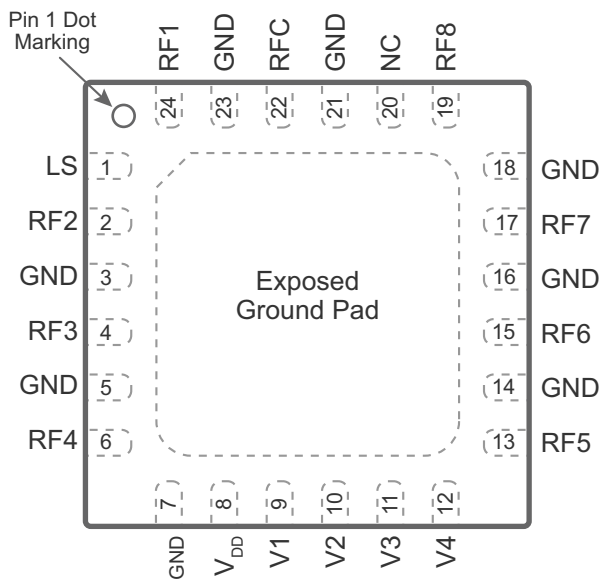 Pin 1 Dot
Marking
RF1 GND RFC GND NC RF8
24 23 22 21 20 19
LS 1
RF2 2
GND 3
RF3 4
GND 5
RF4 6
18 GND
17 RF7
16 GND
15 RF6
14 GND
13 RF5
Exposed
Ground Pad
7 8 9 10 11 12
GND VDD V1 V2 V3 V4